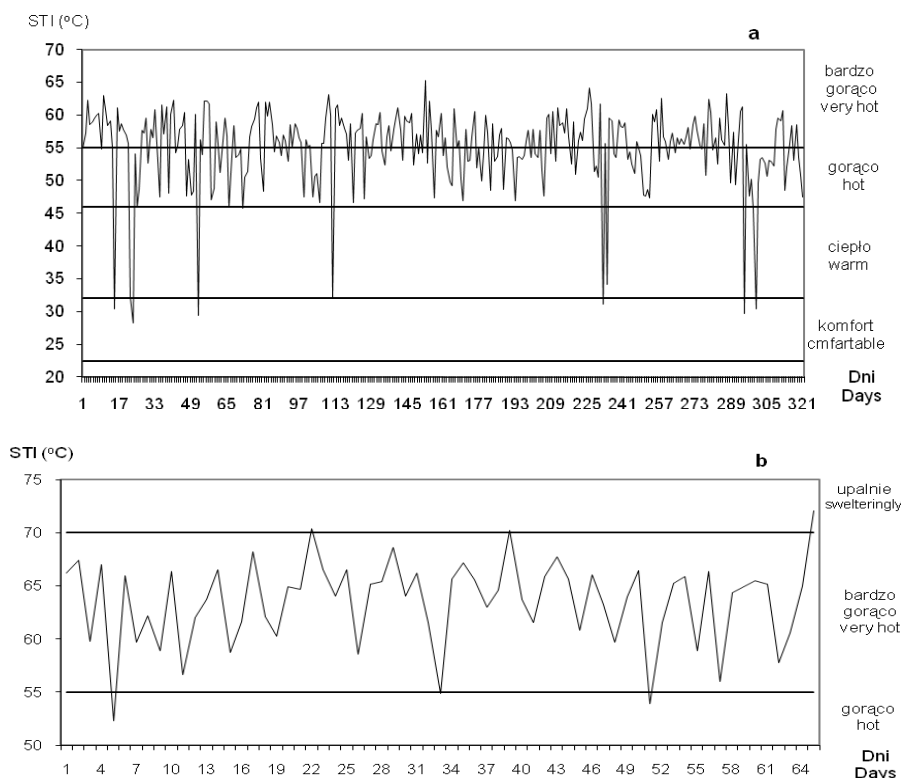 STI (°C)
a
70
65
60
55
50
45
40
35
30
25
20
bardzo
gorąco
very hot
gorąco
hot
ciepło
warm
komfort
cmfartable
Dni
Days
1 17 33 49 65 81 97 113 129 145 161 177 193 209 225 241 257 273 289 305 321
STI (°C)
b
75
70
65
60
55
50
upalnie
swelteringly
bardzo
gorąco
very hot
gorąco
hot
Dni
Days
1 4 7 10 13 16 19 22 25 28 31 34 37 40 43 46 49 52 55 58 61 64